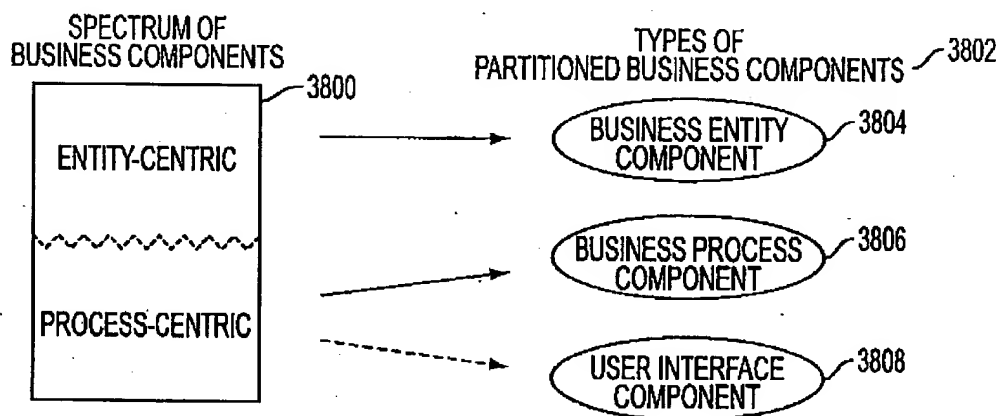 SPECTRUM OF
BUSINESS COMPONENTS
3800
ENTITY-CENTRIC
PROCESS-CENTRIC
TYPES OF
PARTITIONED BUSINESS COMPONENTS
3802
BUSINESS ENTITY
COMPONENT
3804
BUSINESS PROCESS
COMPONENT
3806
USER INTERFACE
COMPONENT
3808